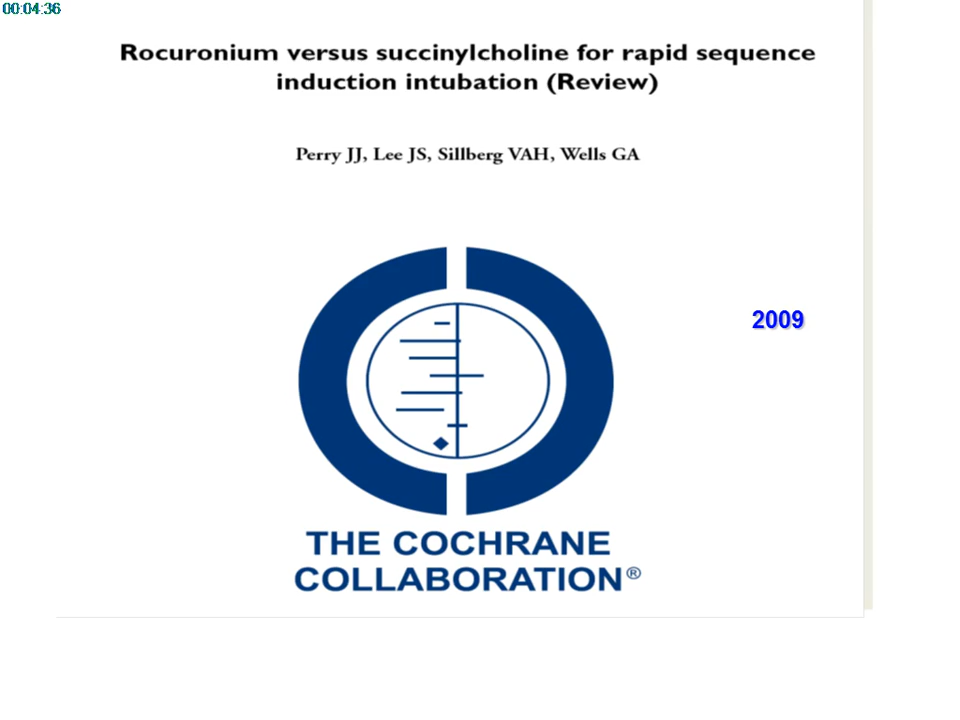 00:04:36
Rocuronium versus succinylcholine for rapid sequence
induction intubation (Review)
Perry JJ, Lee JS, Sillberg VAH, Wells GA
2009
THE COCHRANE
COLLABORATION®